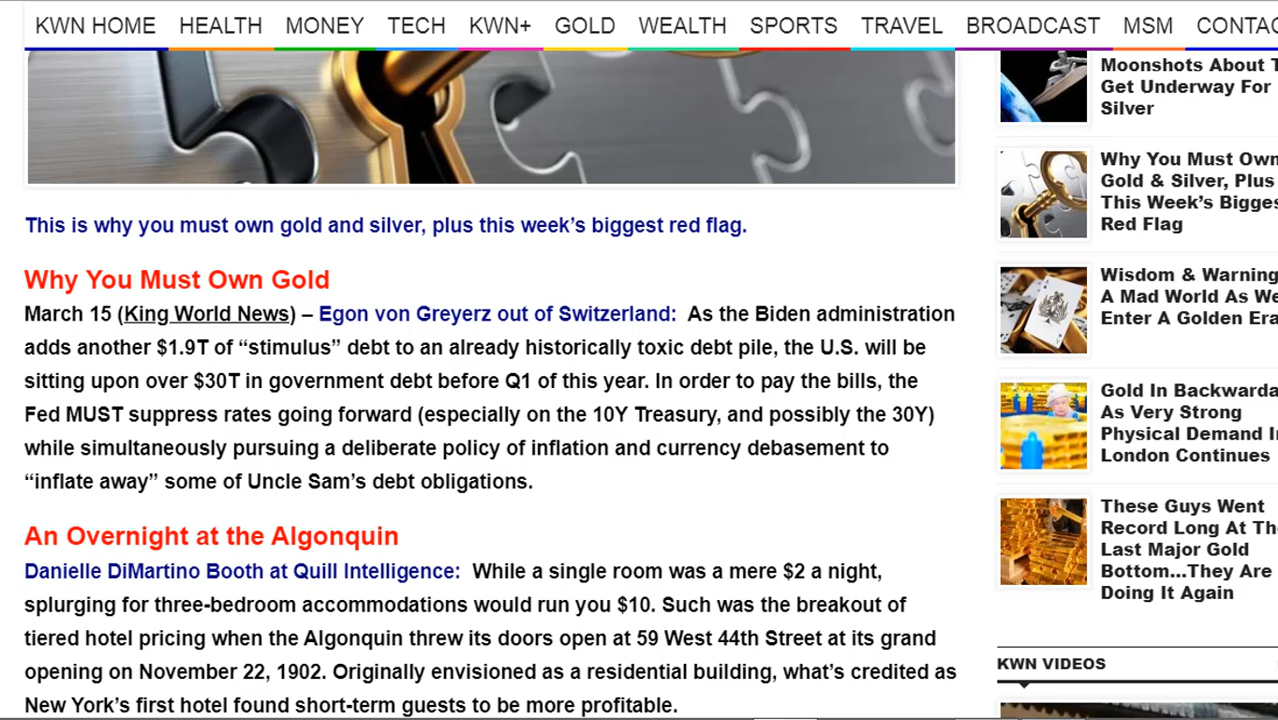 KWN HOME HEALTH MONEY TECH KWN+ GOLD WEALTH SPORTS TRAVEL BROADCAST MSM CONTAC
This is why you must own gold and silver, plus this week’s biggest red flag.
Why You Must Own Gold
March 15 (King World News) – Egon von Greyerz out of Switzerland: As the Biden administration
adds another $1.9T of “stimulus” debt to an already historically toxic debt pile, the U.S. will be
sitting upon over $30T in government debt before Q1 of this year. In order to pay the bills, the
Fed MUST suppress rates going forward (especially on the 10Y Treasury, and possibly the 30Y)
while simultaneously pursuing a deliberate policy of inflation and currency debasement to
“inflate away” some of Uncle Sam’s debt obligations.
An Overnight at the Algonquin
Danielle DiMartino Booth at Quill Intelligence: While a single room was a mere $2 a night,
splurging for three-bedroom accommodations would run you $10. Such was the breakout of
tiered hotel pricing when the Algonquin threw its doors open at 59 West 44th Street at its grand
opening on November 22, 1902. Originally envisioned as a residential building, what’s credited as
New York’s first hotel found short-term guests to be more profitable.
Moonshots About T
Get Underway For
Silver
Why You Must Own
Gold & Silver, Plus
This Week’s Bigges
Red Flag
Wisdom & Warning
A Mad World As We
Enter A Golden Era
Gold In Backwarda
As Very Strong
Physical Demand I
London Continues
These Guys Went
Record Long At Th
Last Major Gold
Bottom…They Are
Doing It Again
KWN VIDEOS